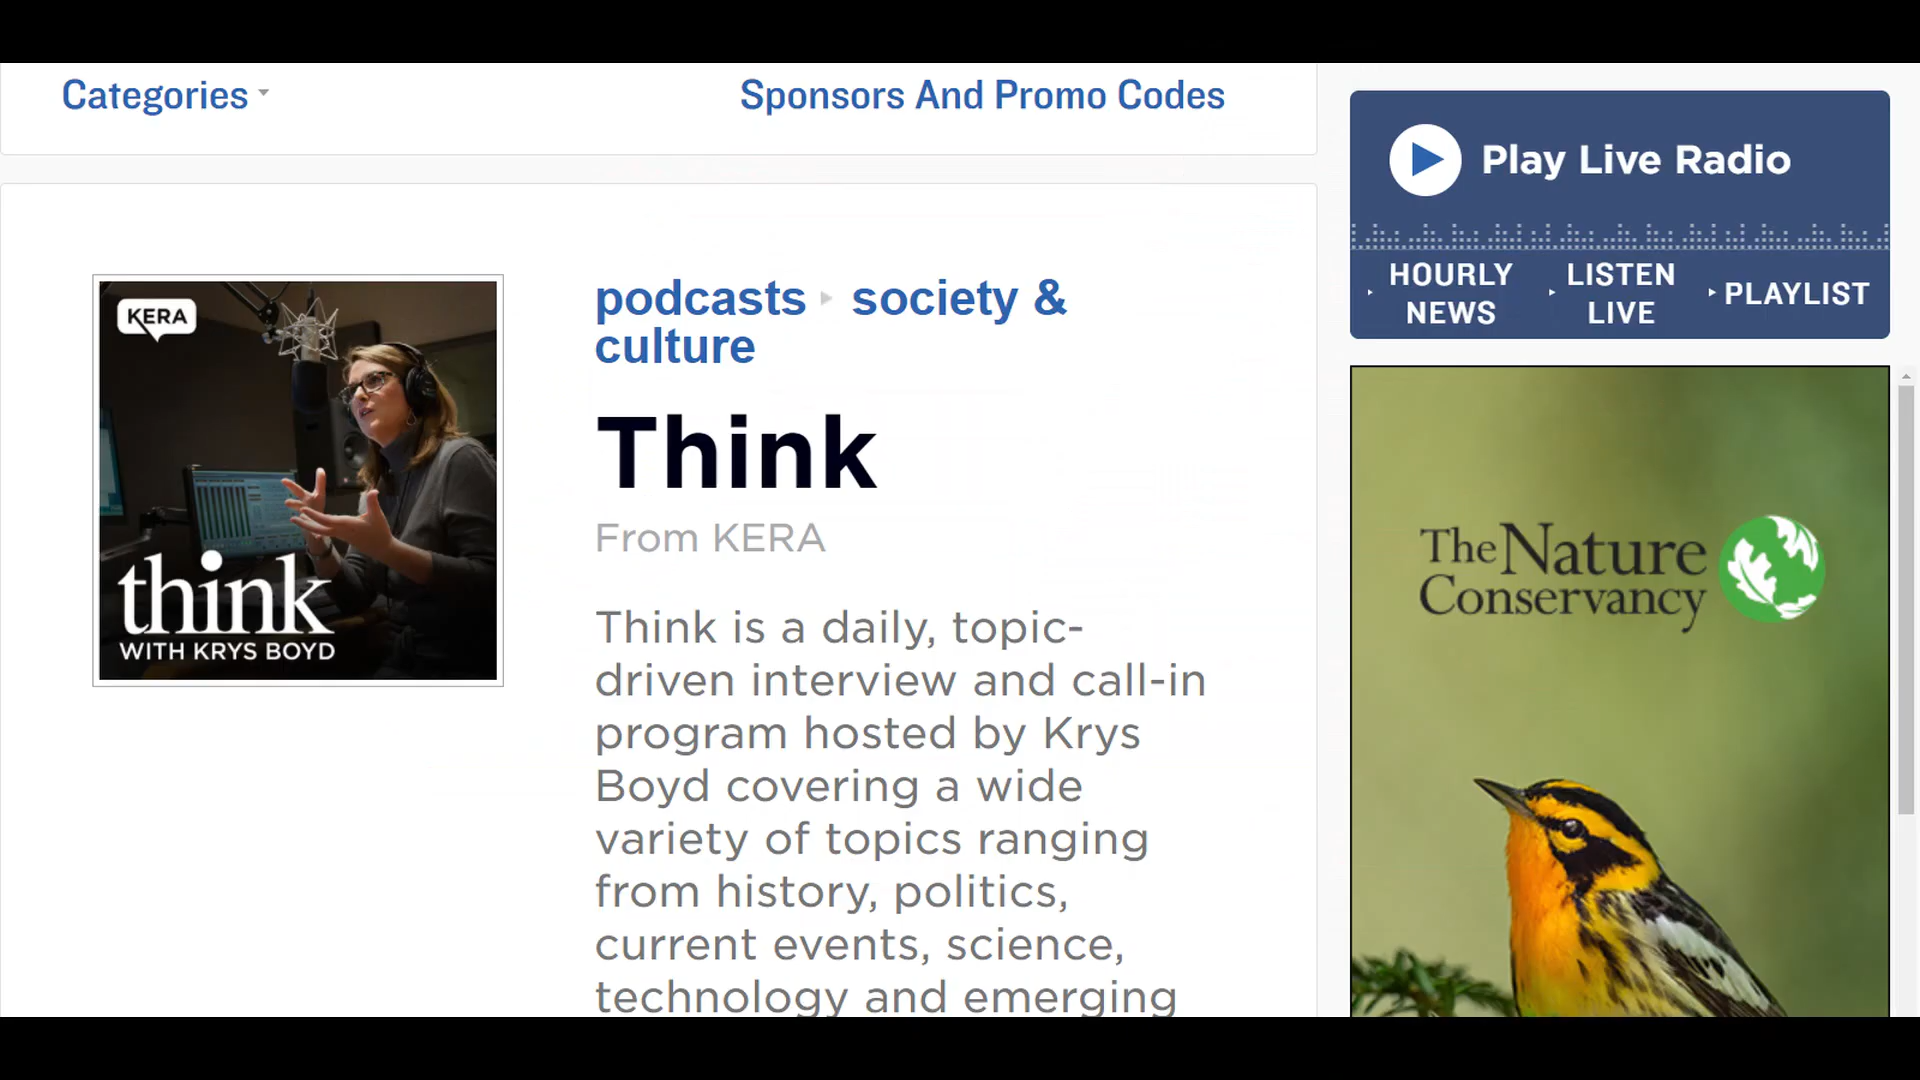 Categories
Sponsors And Promo Codes
Play Live Radio
HOURLY
NEWS
LISTEN
LIVE
PLAYLIST
KERA
think
WITH KRYS BOYD
podcasts
society &
culture
Think
From KERA
Think is a daily, topic-
driven interview and call-in
program hosted by Krys
Boyd covering a wide
variety of topics ranging
from history, politics,
current events, science,
technology and emerging
The Nature
Conservancy